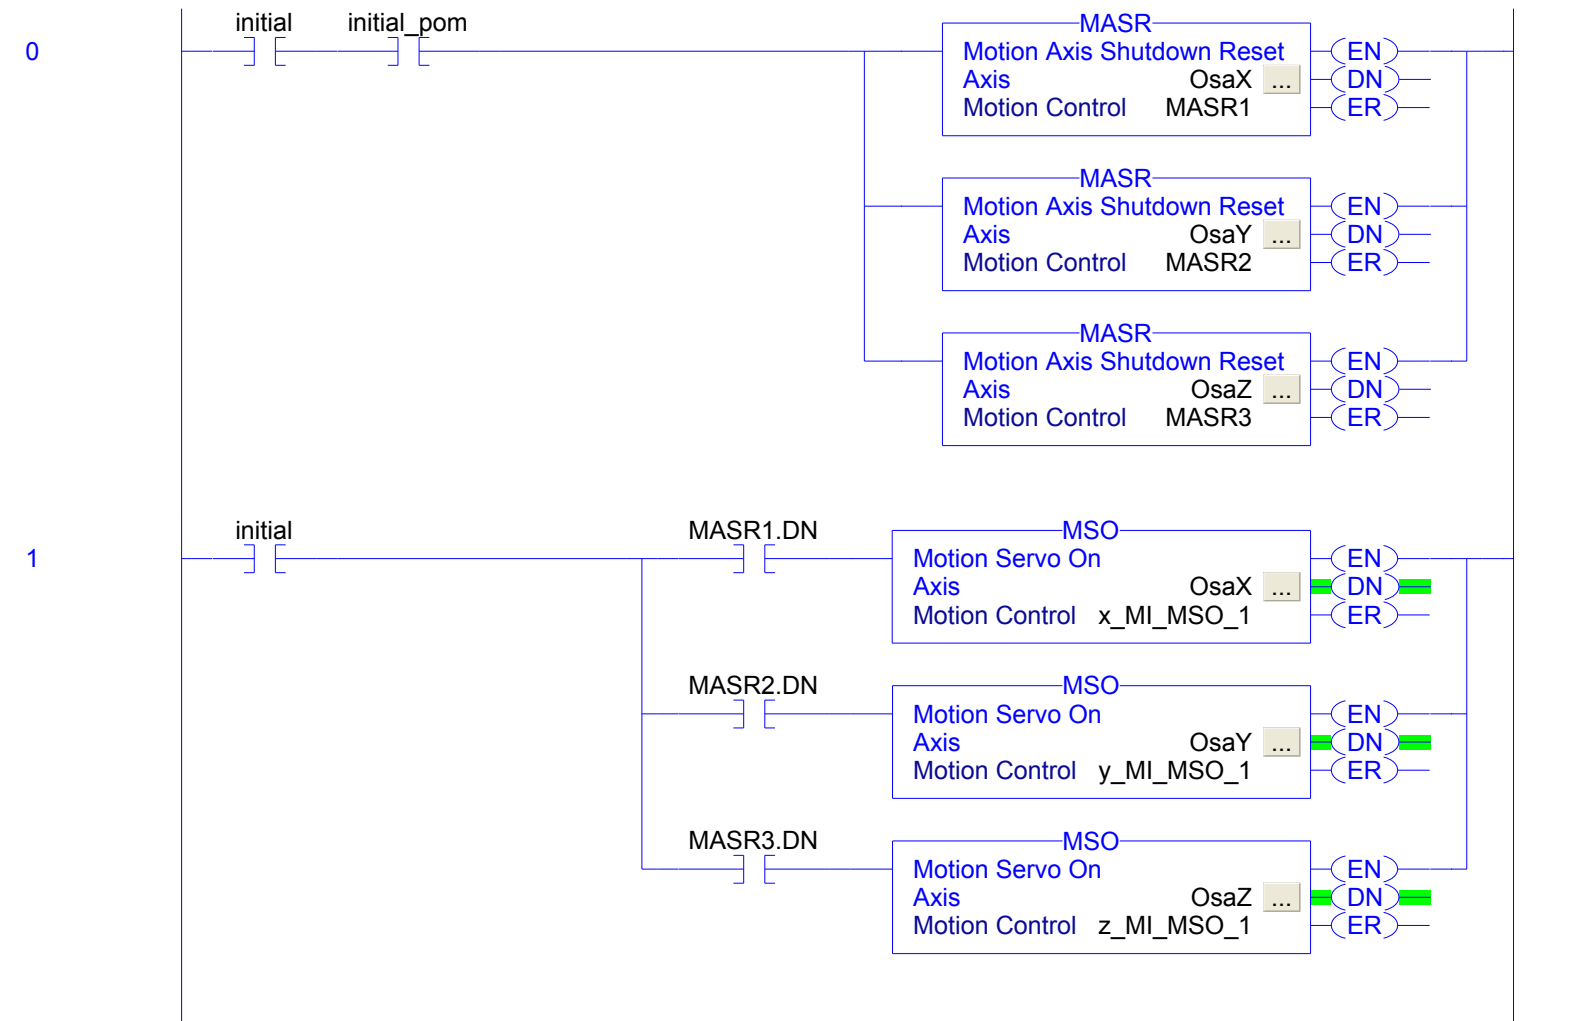 initial initial_pom MASR
0 Motion Axis Shutdown Reset EN
Axis OsaX ... DN
Motion Control MASR1 ER
MASR
Motion Axis Shutdown Reset EN
Axis OsaY ... DN
Motion Control MASR2 ER
MASR
Motion Axis Shutdown Reset EN
Axis OsaZ ... DN
Motion Control MASR3 ER
initial MASR1.DN MSO
1 Motion Servo On EN
Axis OsaX ... DN
Motion Control x_MI_MSO_1 ER
MASR2.DN MSO
Motion Servo On EN
Axis OsaY ... DN
Motion Control y_MI_MSO_1 ER
MASR3.DN MSO
Motion Servo On EN
Axis OsaZ ... DN
Motion Control z_MI_MSO_1 ER